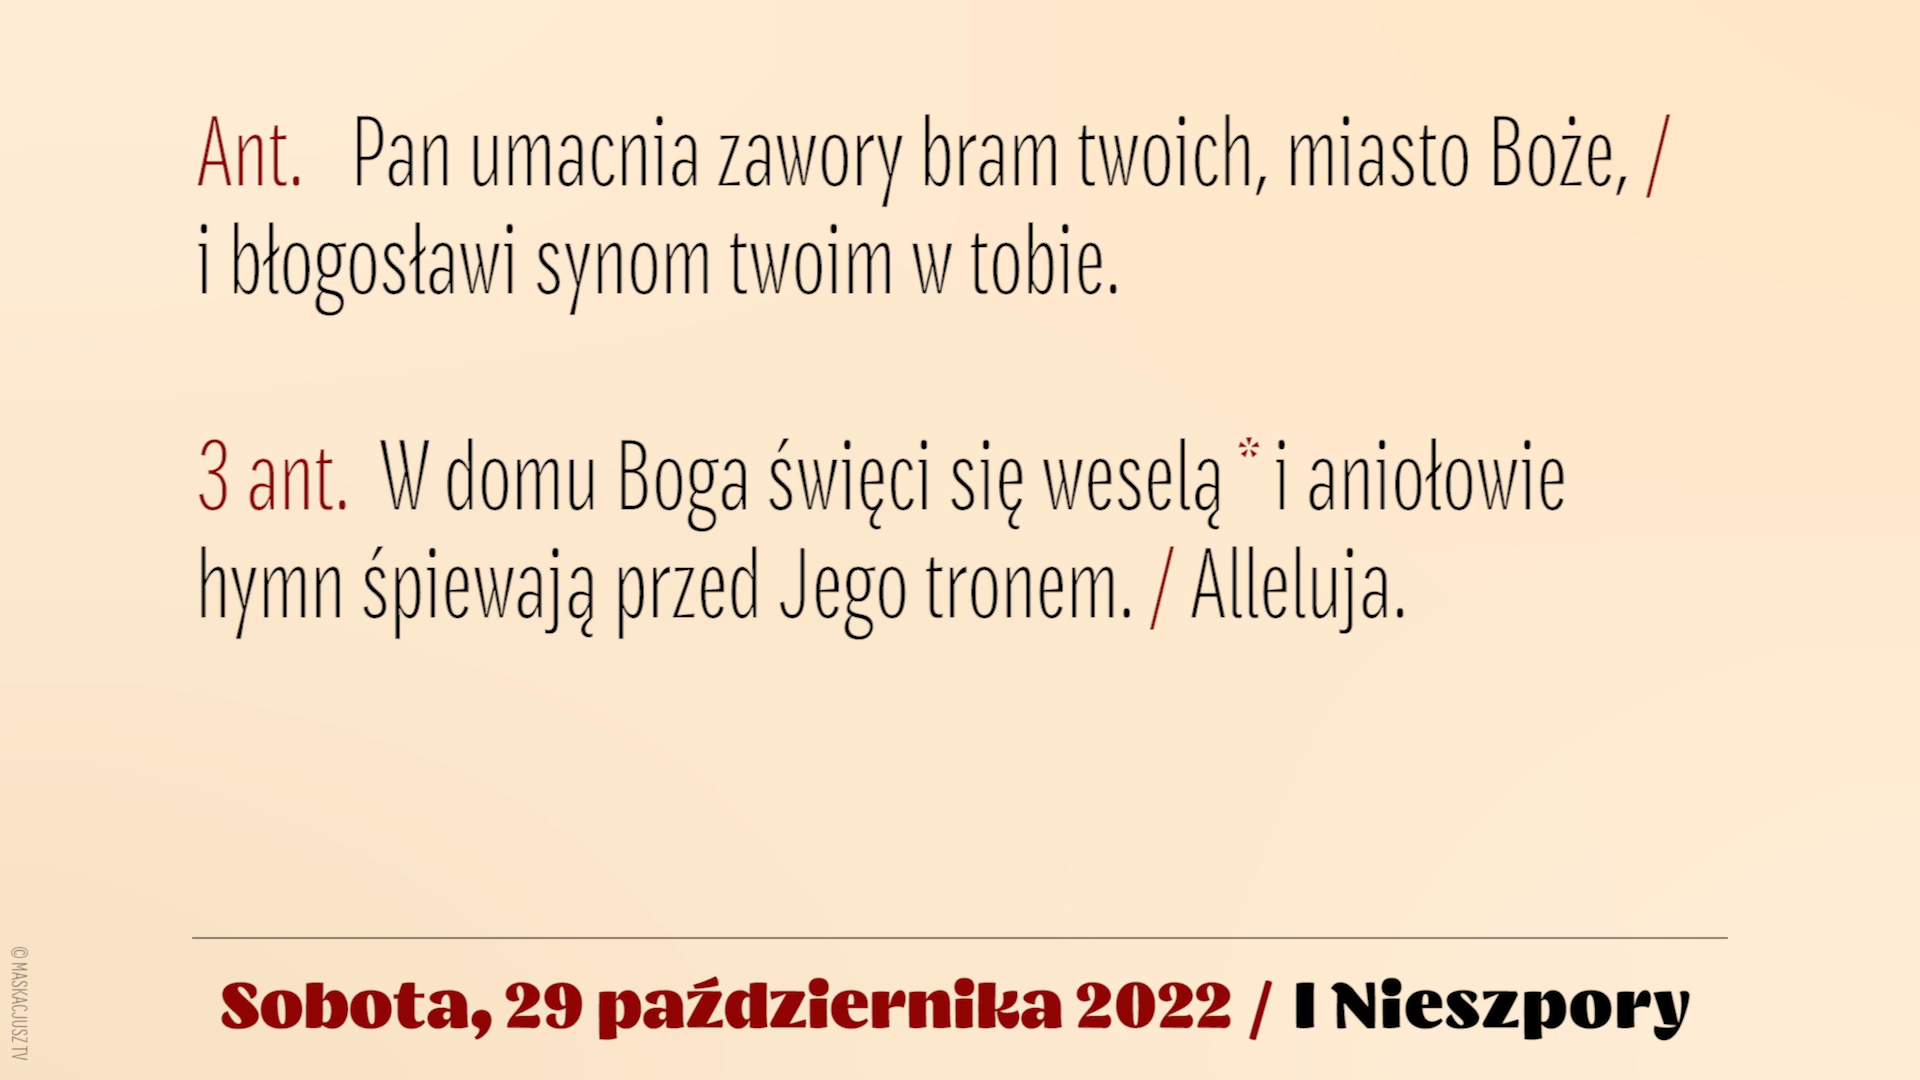 Ant. Pan umacnia zawory bram twoich, miasto Boże, /
i błogosławi synom twoim w tobie.
3 ant. W domu Boga święci się weselą * i aniołowie
hymn śpiewają przed Jego tronem. / Alleluja.
Sobota, 29 października 2022 / I Nieszpory
© MASKACJUSZ TV